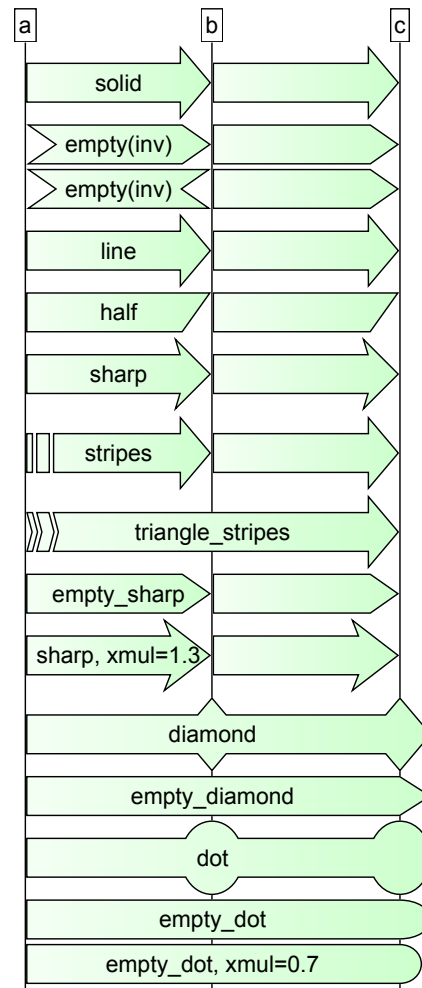 a b c
solid
empty(inv)
empty(inv)
line
half
sharp
stripes
triangle_stripes
empty_sharp
sharp, xmul=1.3
diamond
empty_diamond
dot
empty_dot
empty_dot, xmul=0.7